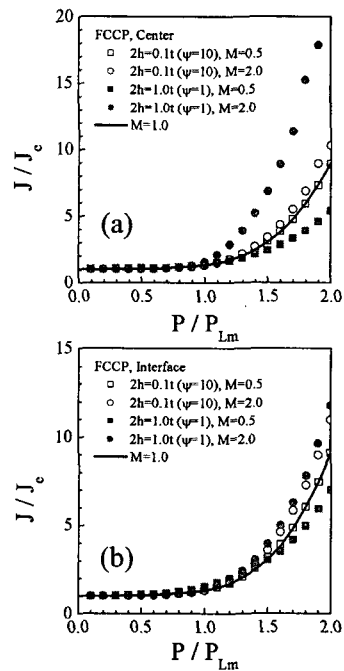 20
FCCP, Center
2h=0.1t (ψ=10), M=0.5
2h=0.1t (ψ=10), M=2.0
2h=1.0t (ψ=1), M=0.5
2h=1.0t (ψ=1), M=2.0
M=1.0
15
J / Jc
10
(a)
5
0
0.0 0.5 1.0 1.5 2.0
P / PLm
15
FCCP, Interface
2h=0.1t (ψ=10), M=0.5
2h=0.1t (ψ=10), M=2.0
2h=1.0t (ψ=1), M=0.5
2h=1.0t (ψ=1), M=2.0
M=1.0
10
J / Jc
5
(b)
0
0.0 0.5 1.0 1.5 2.0
P / PLm